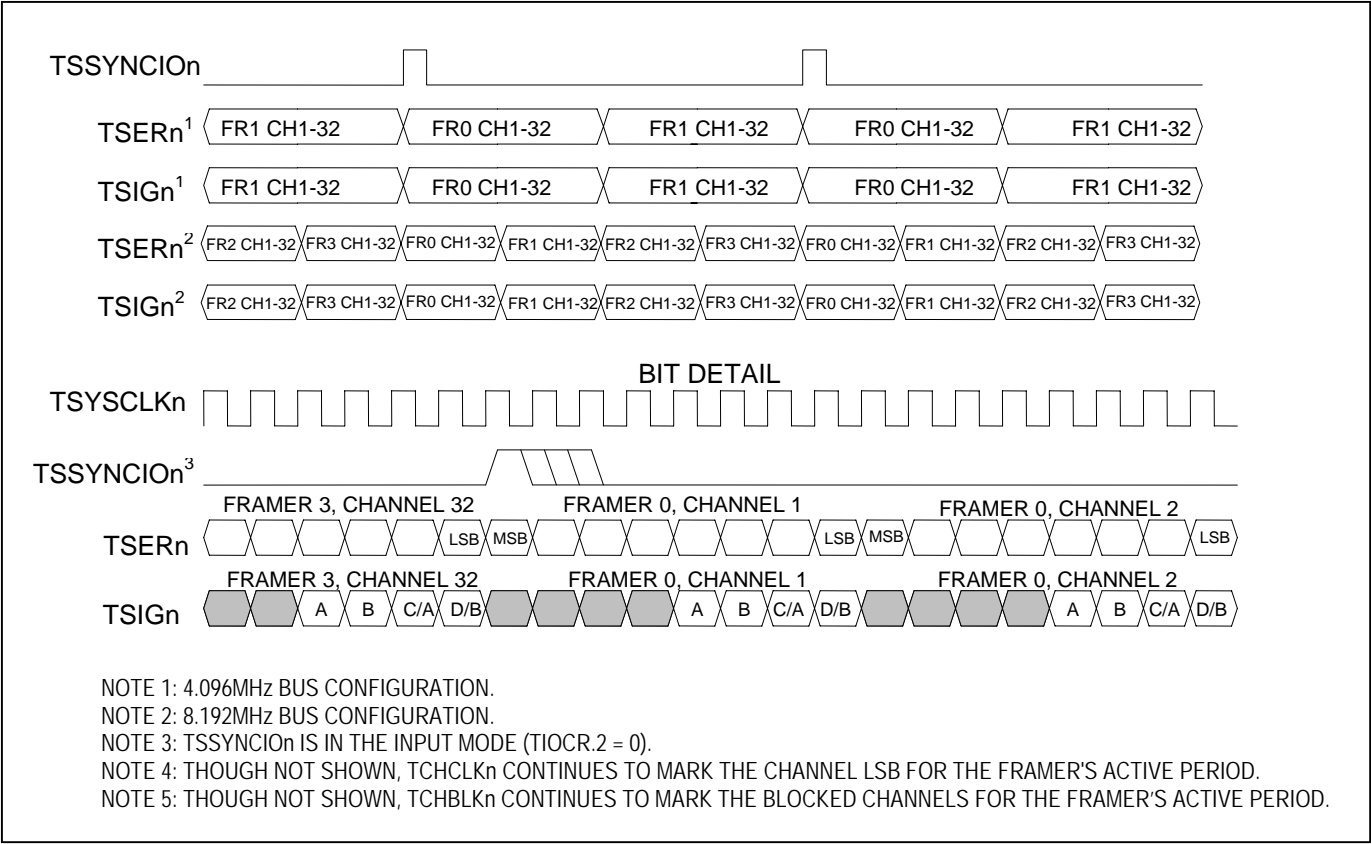 TSSYNCIOn
TSERn1 FR1 CH1-32 FR0 CH1-32 FR1 CH1-32 FR0 CH1-32 FR1 CH1-32
TSIGn1 FR1 CH1-32 FR0 CH1-32 FR1 CH1-32 FR0 CH1-32 FR1 CH1-32
TSERn2 FR2 CH1-32 FR3 CH1-32 FR0 CH1-32 FR1 CH1-32 FR2 CH1-32 FR3 CH1-32 FR0 CH1-32 FR1 CH1-32 FR2 CH1-32 FR3 CH1-32
TSIGn2 FR2 CH1-32 FR3 CH1-32 FR0 CH1-32 FR1 CH1-32 FR2 CH1-32 FR3 CH1-32 FR0 CH1-32 FR1 CH1-32 FR2 CH1-32 FR3 CH1-32
BIT DETAIL
TSYSCLKn
TSSYNCIOn3
FRAMER 3, CHANNEL 32 FRAMER 0, CHANNEL 1 FRAMER 0, CHANNEL 2
TSERn LSB MSB LSB MSB LSB
FRAMER 3, CHANNEL 32 FRAMER 0, CHANNEL 1 FRAMER 0, CHANNEL 2
TSIGn A B C/A D/B A B C/A D/B A B C/A D/B
NOTE 1: 4.096MHz BUS CONFIGURATION.
NOTE 2: 8.192MHz BUS CONFIGURATION.
NOTE 3: TSSYNCIOn IS IN THE INPUT MODE (TIOCR.2 = 0).
NOTE 4: THOUGH NOT SHOWN, TCHCLKn CONTINUES TO MARK THE CHANNEL LSB FOR THE FRAMER'S ACTIVE PERIOD.
NOTE 5: THOUGH NOT SHOWN, TCHBLKn CONTINUES TO MARK THE BLOCKED CHANNELS FOR THE FRAMER’S ACTIVE PERIOD.